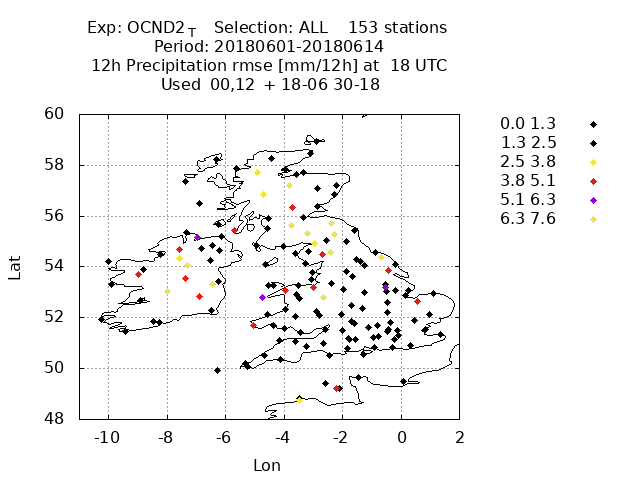 Exp: OCND2_T Selection: ALL 153 stations
Period: 20180601-20180614
12h Precipitation rmse [mm/12h] at 18 UTC
Used 00,12 + 18-06 30-18
60
58
56
54
52
50
48
Lat
-10 -8 -6 -4 -2 0 2
Lon
0.0 1.3
1.3 2.5
2.5 3.8
3.8 5.1
5.1 6.3
6.3 7.6